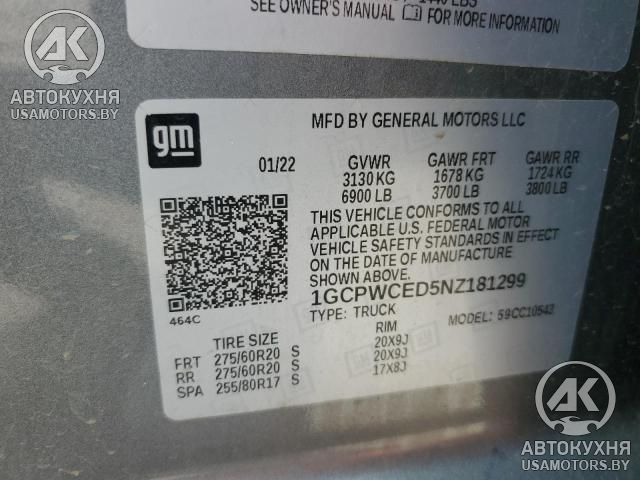 SEE OWNER'S MANUAL FOR MORE INFORMATION
AK
АВТОКУХНЯ
USAMOTORS.BY
gm
MFD BY GENERAL MOTORS LLC
01/22 GVWR GAWR FRT GAWR RR
3130 KG 1678 KG 1724 KG
6900 LB 3700 LB 3800 LB
THIS VEHICLE CONFORMS TO ALL
APPLICABLE U.S. FEDERAL MOTOR
VEHICLE SAFETY STANDARDS IN EFFECT
ON THE DATE OF MANUFACTURE
SHOWN ABOVE.
1GCPWCED5NZ181299
464C
TYPE: TRUCK MODEL: 59CC10543
TIRE SIZE RIM
FRT 275/60R20 S 20X9J
RR 275/60R20 S 20X9J
SPA 255/80R17 S 17X8J
AK
АВТОКУХНЯ
USAMOTORS.BY